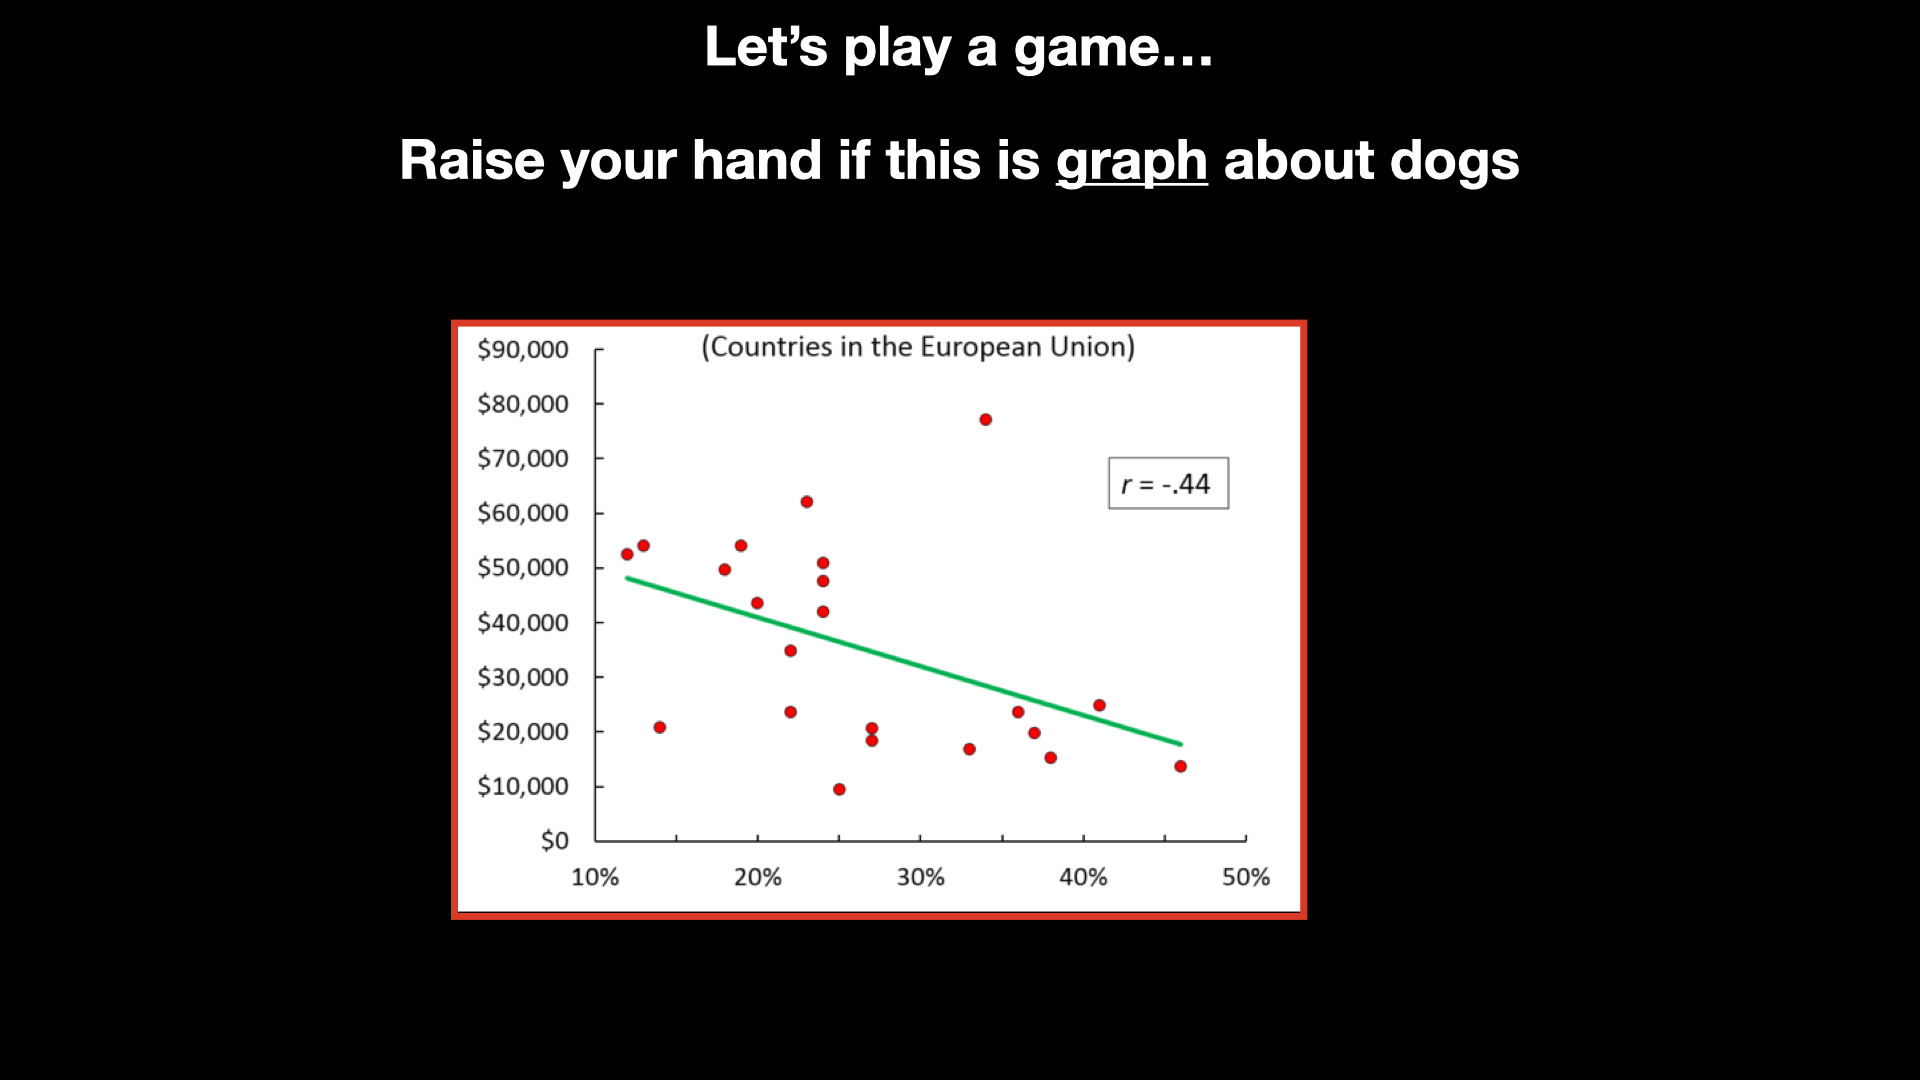 Let’s play a game…
Raise your hand if this is graph about dogs
(Countries in the European Union)
$90,000
$80,000
$70,000
r = -.44
$60,000
$50,000
$40,000
$30,000
$20,000
$10,000
$0
10% 20% 30% 40% 50%